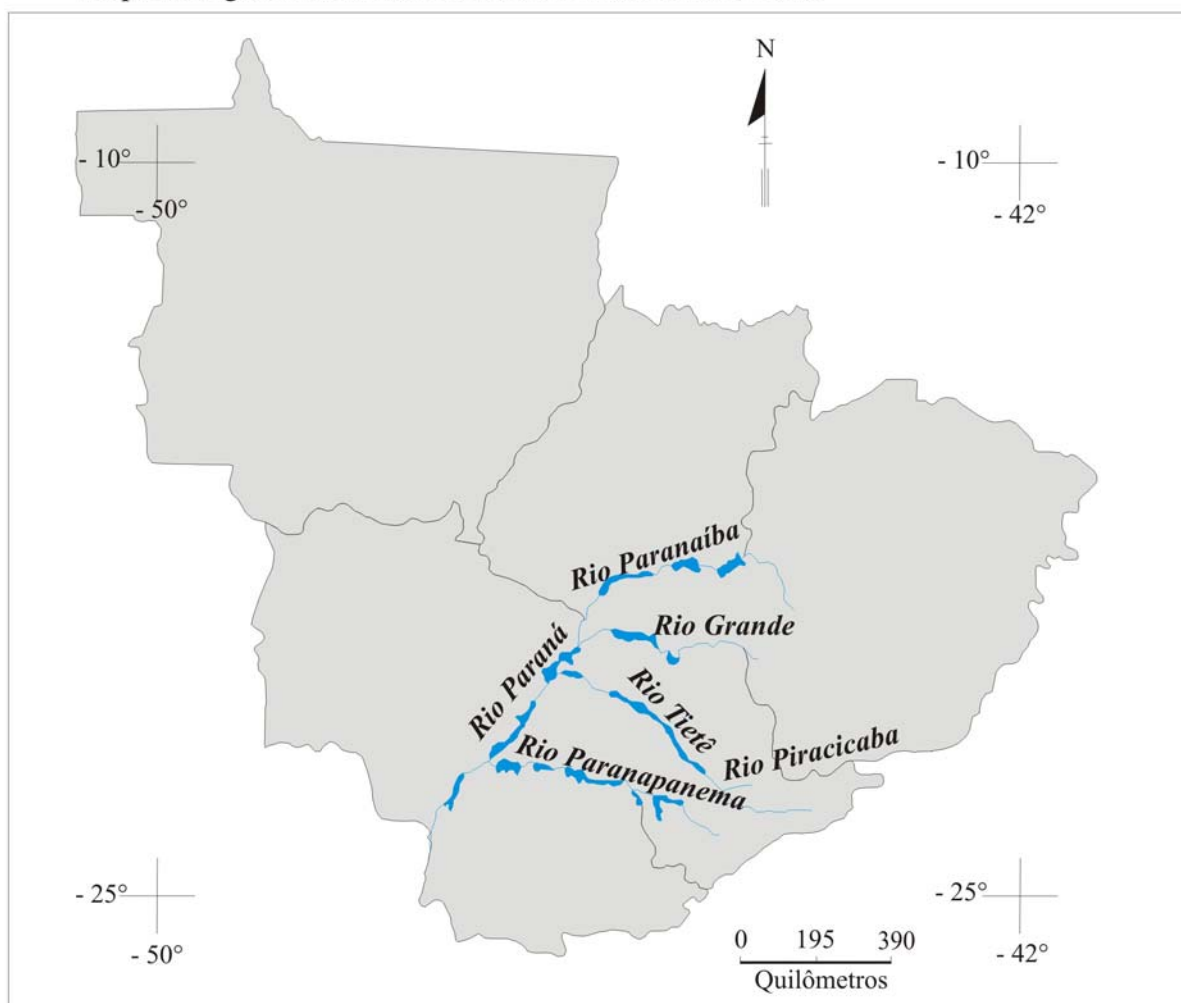 N
- 10°
- 50°
- 10°
- 42°
Rio Paranaíba
Rio Grande
Rio Paraná
Rio Tietê
Rio Piracicaba
Rio Paranapanema
- 25°
- 50°
- 25°
- 42°
0 195 390
Quilômetros